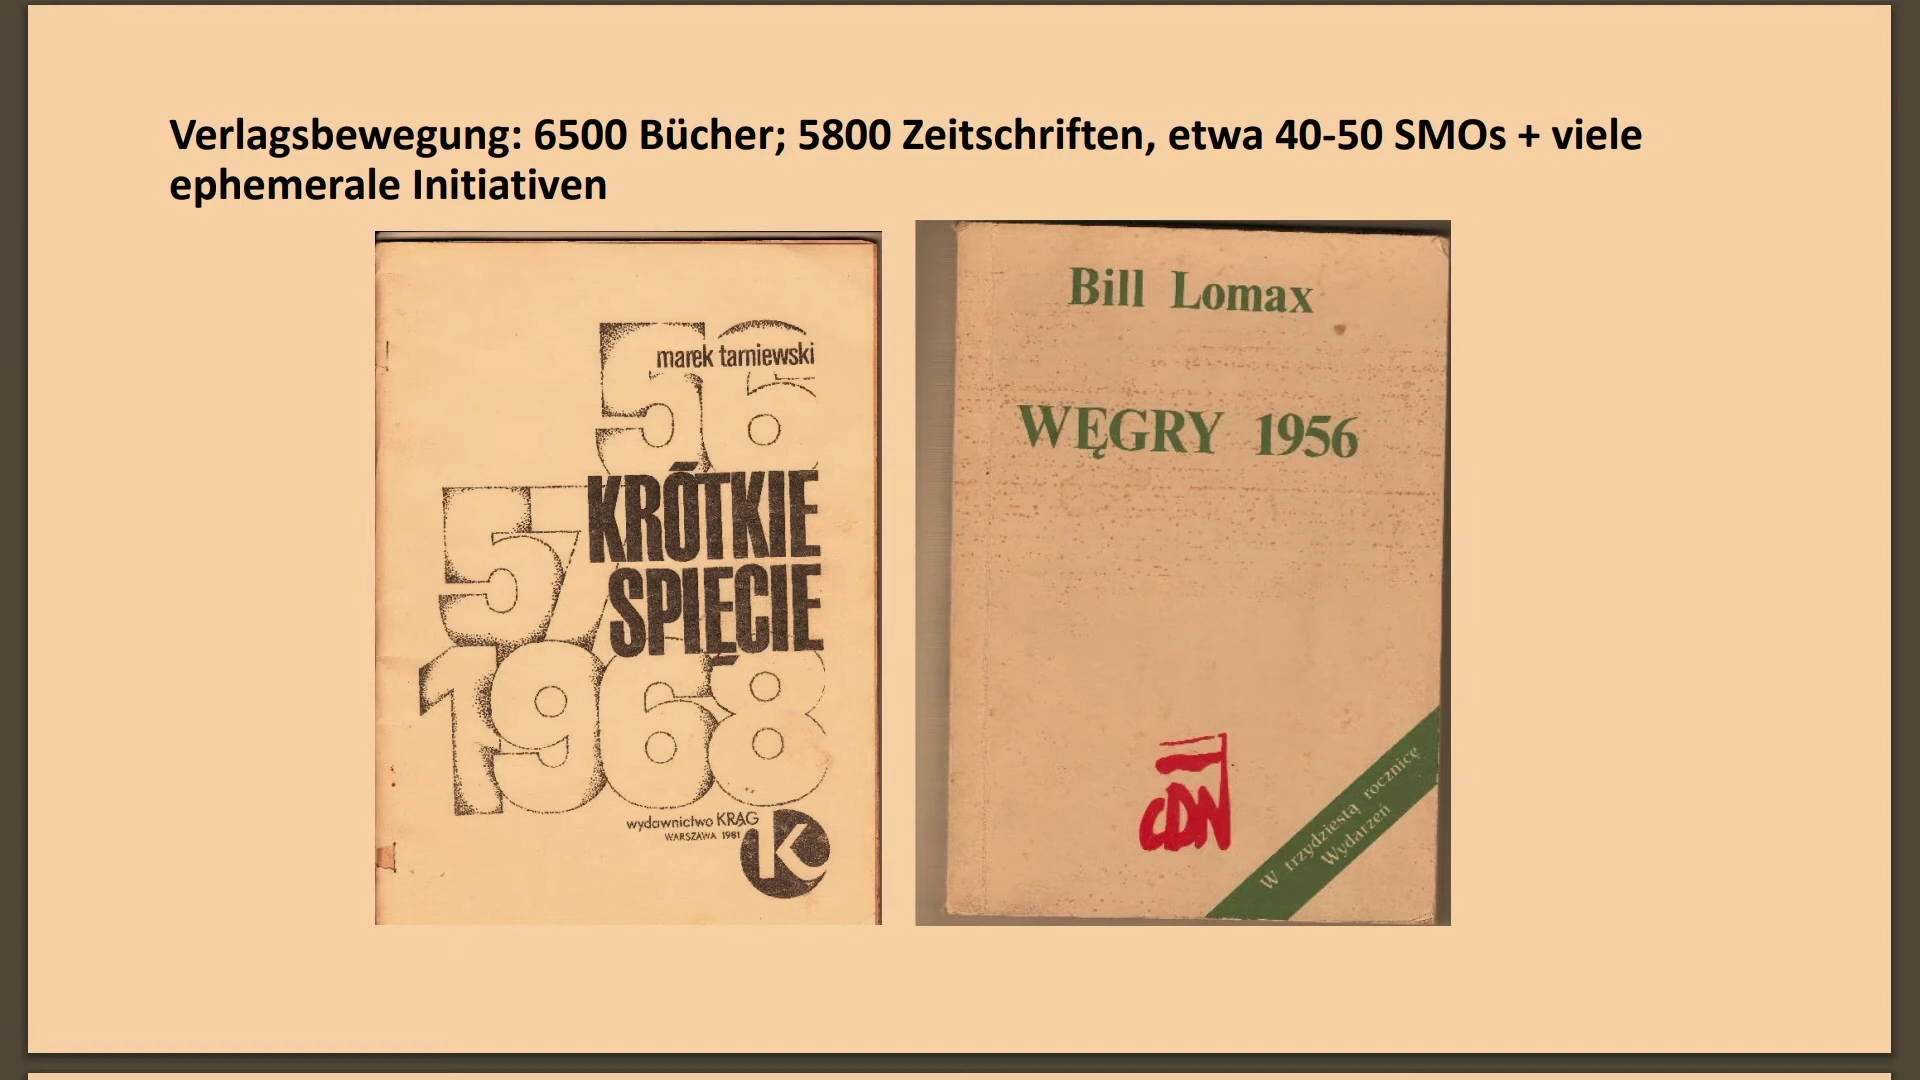 Verlagsbewegung: 6500 Bücher; 5800 Zeitschriften, etwa 40-50 SMOs + viele
ephemerale Initiativen
56
marek tarniewski
57
KRÓTKIE
SPIĘCIE
1968
wydawnictwo KRĄG
WARSZAWA 1981
K
Bill Lomax
WĘGRY 1956
CDN
W trzydziestą rocznicę
Wydarzeń